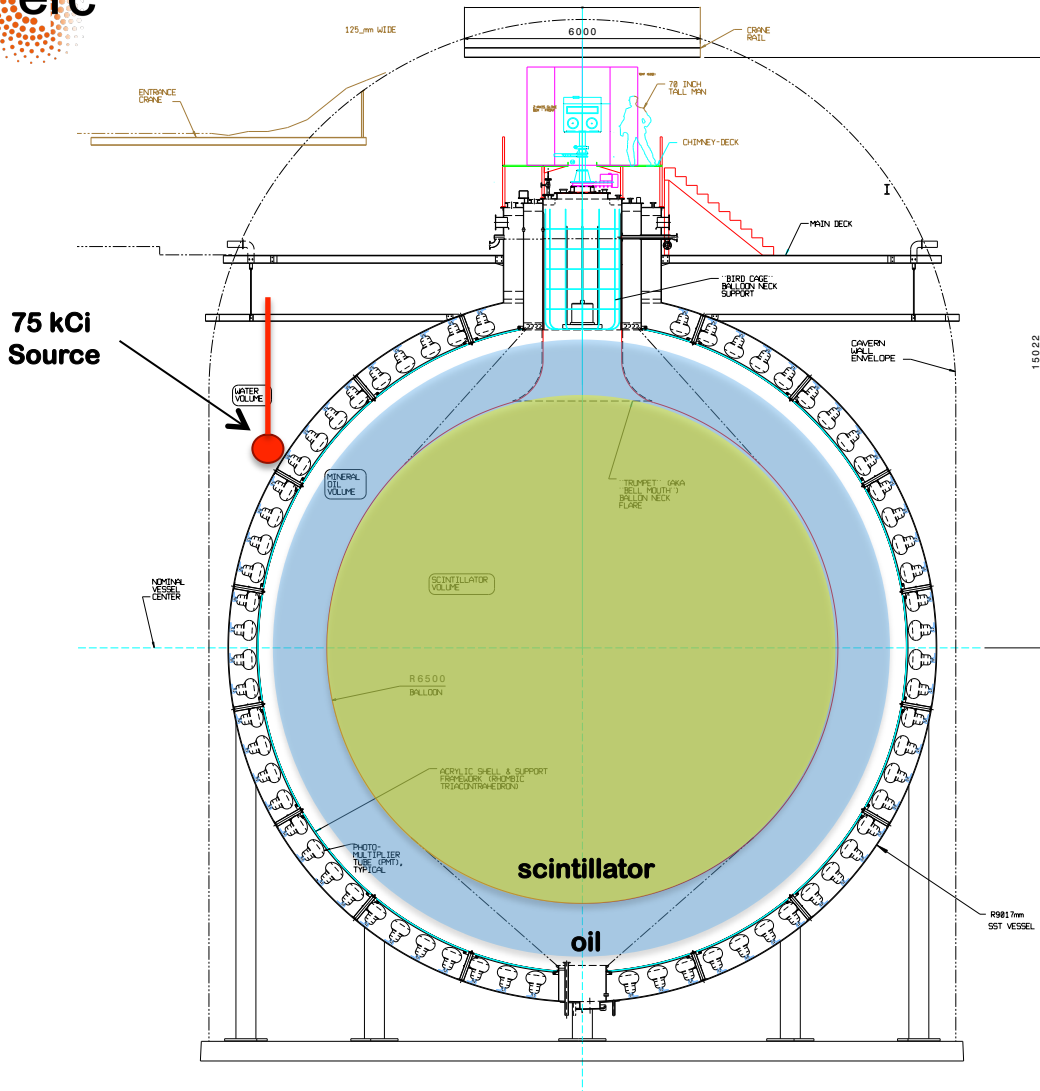 erc
125_mm WIDE
6000
CRANE
RAIL
ENTRANCE
CRANE
70 INCH
TALL MAN
CHIMNEY-DECK
I
MAIN DECK
"BIRD CAGE"
BALLOON NECK
SUPPORT
75 kCi
Source
CAVERN
WALL
ENVELOPE
15022
WATER
VOLUME
MINERAL
OIL
VOLUME
"TRUMPET" (AKA
"BELL MOUTH")
BALLON NECK
FLARE
SCINTILLATOR
VOLUME
NOMINAL
VESSEL
CENTER
R6500
BALLOON
ACRYLIC SHELL & SUPPORT
FRAMEWORK (RHOMBIC
TRIACONTRAHEDRON)
PHOTO-
MULTIPLIER
TUBE (PMT),
TYPICAL
scintillator
R9017mm
SST VESSEL
oil